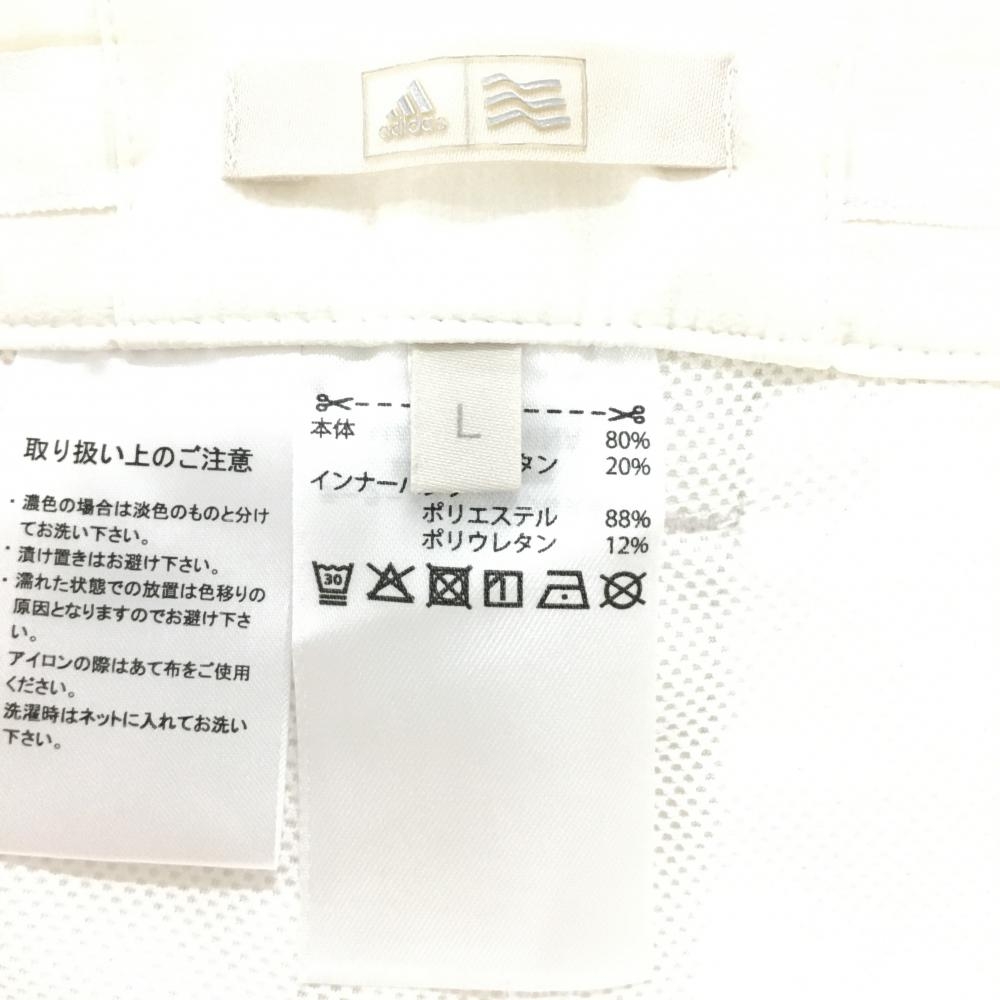 adidas
L
取り扱い上のご注意
・濃色の場合は淡色のものと分け
てお洗い下さい。
・漬け置きはお避け下さい。
・濡れた状態での放置は色移りの
原因となりますのでお避け下さ
い。
アイロンの際はあて布をご使用
ください。
洗濯時はネットに入れてお洗い
下さい。
本体
80%
タン 20%
インナー
ポリエステル 88%
ポリウレタン 12%
30